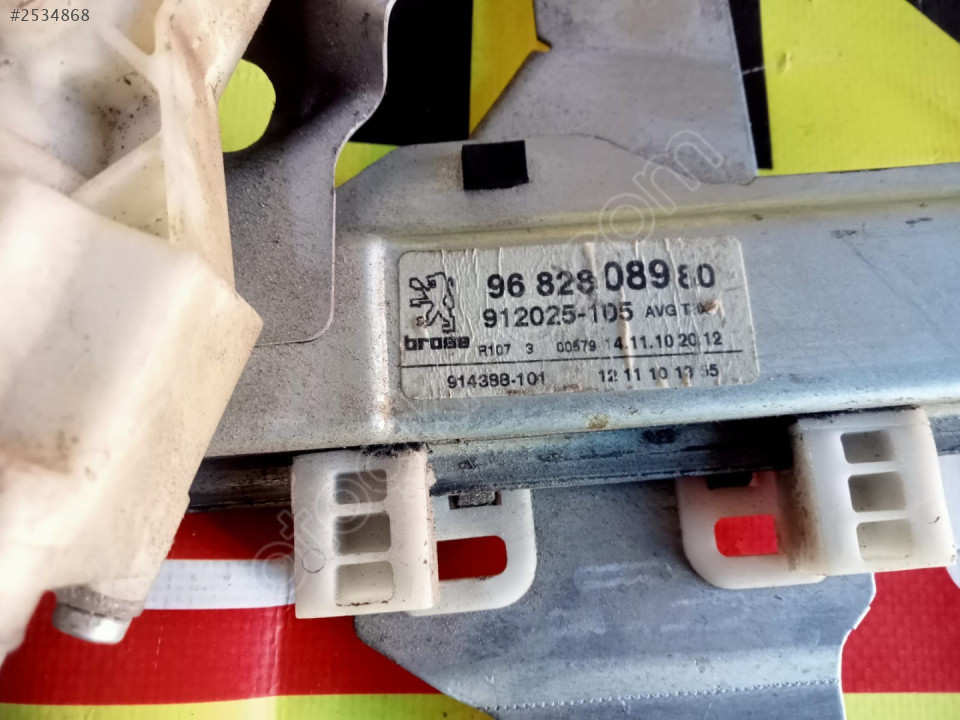 #2534868
96 828 089 80
912025-105 AVG T
brose
R107 3 00579 14.11.10 20 12
914388-101 12 11 10 13 55